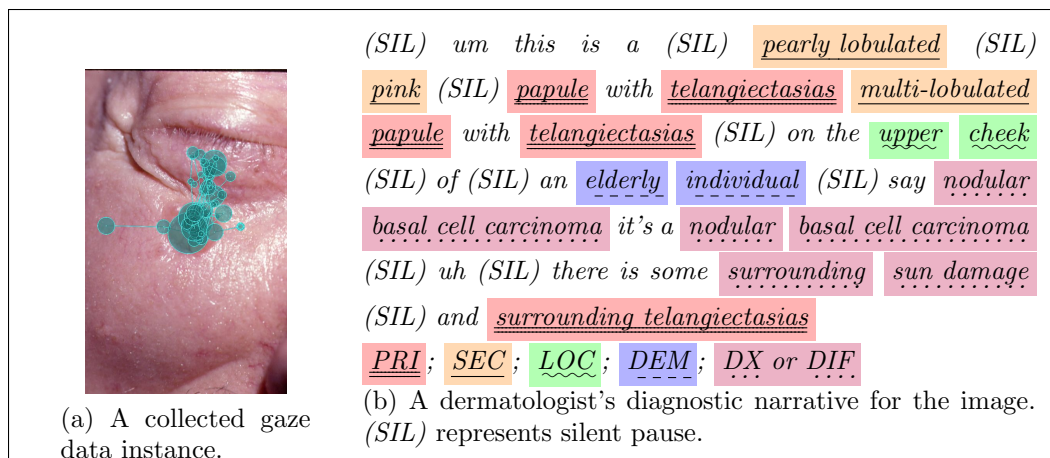 (SIL) um this is a (SIL) pearly lobulated (SIL)
pink (SIL) papule with telangiectasias multi-lobulated
papule with telangiectasias (SIL) on the upper cheek
(SIL) of (SIL) an elderly individual (SIL) say nodular
basal cell carcinoma it's a nodular basal cell carcinoma
(SIL) uh (SIL) there is some surrounding sun damage
(SIL) and surrounding telangiectasias
PRI; SEC; LOC; DEM; DX or DIF
(a) A collected gaze
data instance.
(b) A dermatologist's diagnostic narrative for the image.
(SIL) represents silent pause.